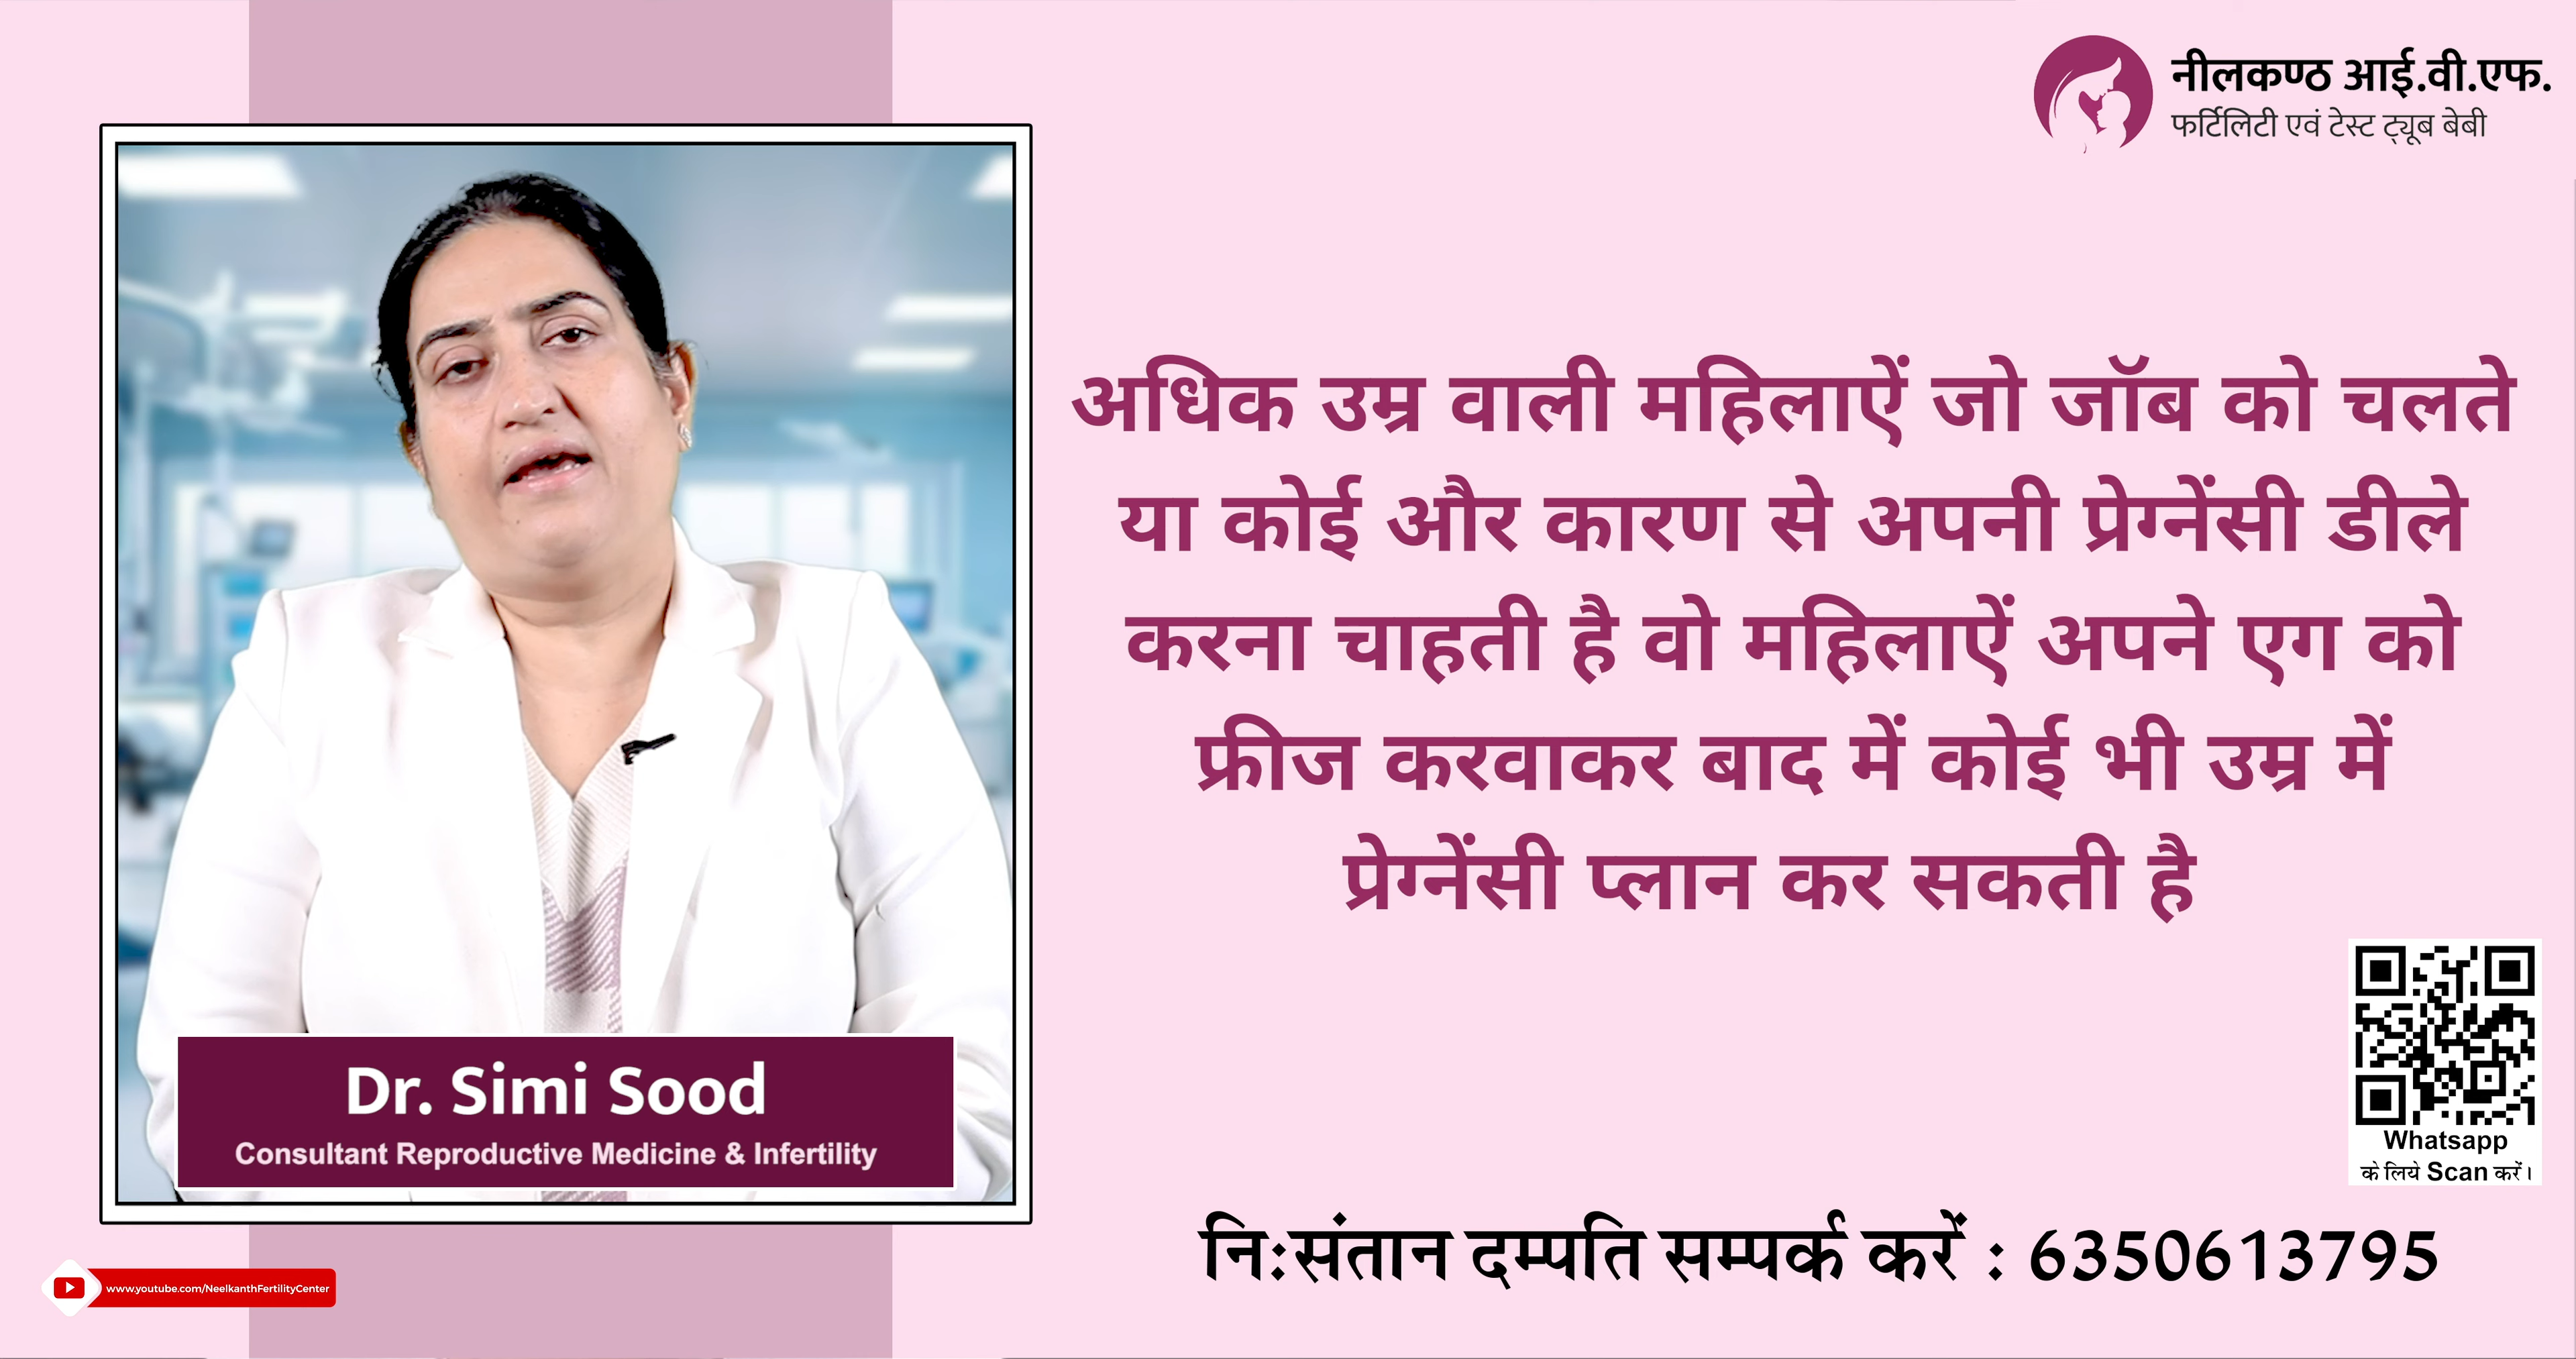 नीलकण्ठ आई.वी.एफ.
फर्टिलिटी एवं टेस्ट ट्यूब बेबी
अधिक उम्र वाली महिलाऐं जो जॉब को चलते
या कोई और कारण से अपनी प्रेग्नेंसी डीले
करना चाहती है वो महिलाऐं अपने एग को
फ्रीज करवाकर बाद में कोई भी उम्र में
प्रेग्नेंसी प्लान कर सकती है
Dr. Simi Sood
Consultant Reproductive Medicine & Infertility
Whatsapp
के लिये Scan करें।
नि:संतान दम्पति सम्पर्क करें : 6350613795
www.youtube.com/NeelkanthFertilityCenter